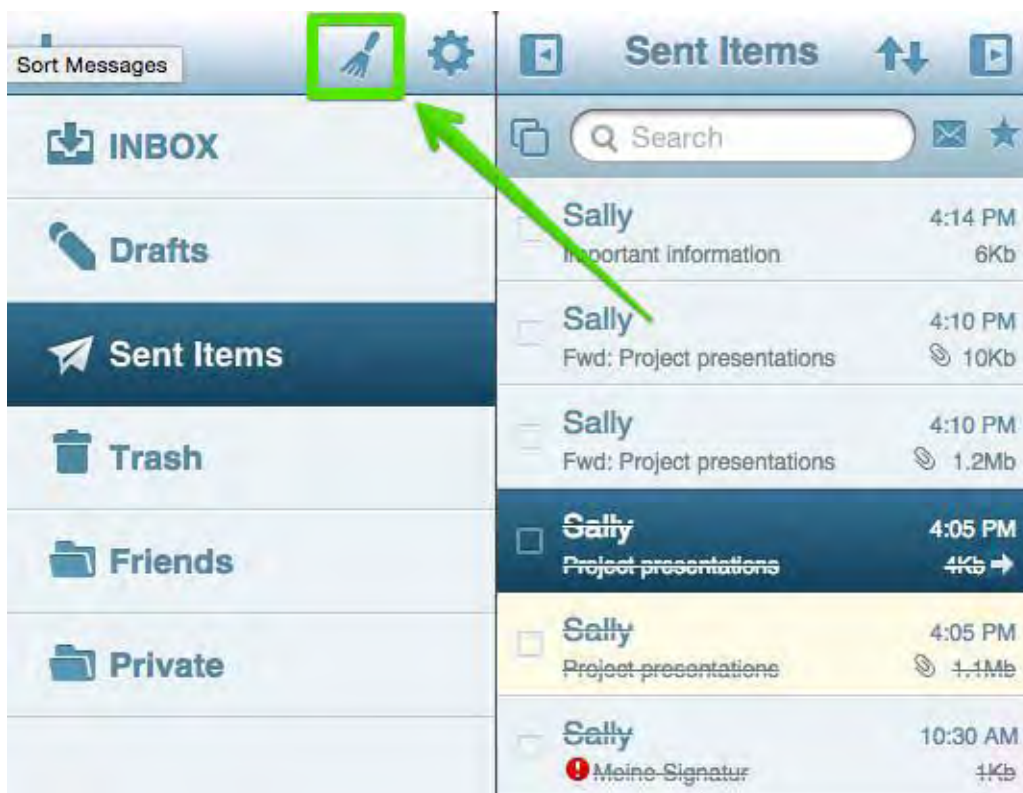 Sort Messages
Sent Items
INBOX
Drafts
Sent Items
Trash
Friends
Private
Search
Sally 4:14 PM
Important information 6Kb
Sally 4:10 PM
Fwd: Project presentations 10Kb
Sally 4:10 PM
Fwd: Project presentations 1.2Mb
Sally 4:05 PM
Project presentations 4Kb
Sally 4:05 PM
Project presentations 1.1Mb
Sally 10:30 AM
Meine Signatur 1Kb